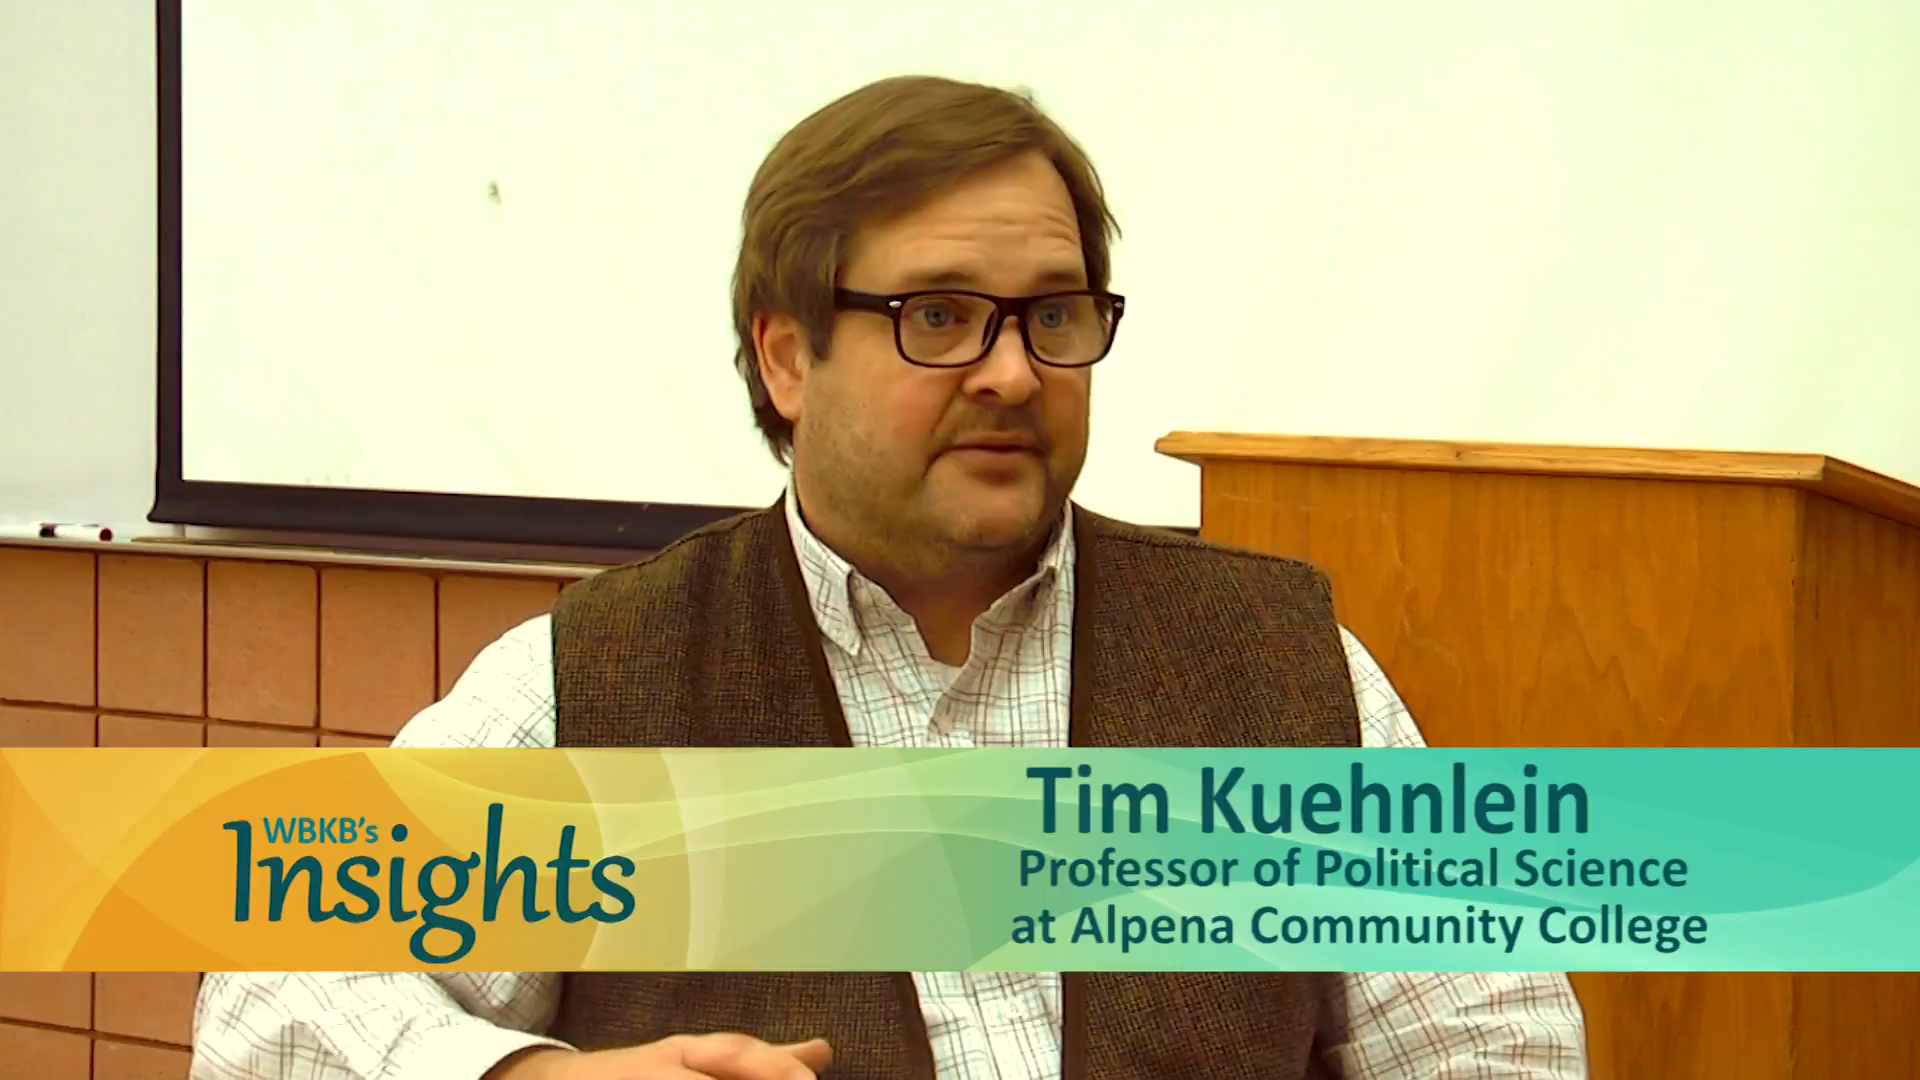 WBKB's
Insights
Tim Kuehnlein
Professor of Political Science
at Alpena Community College